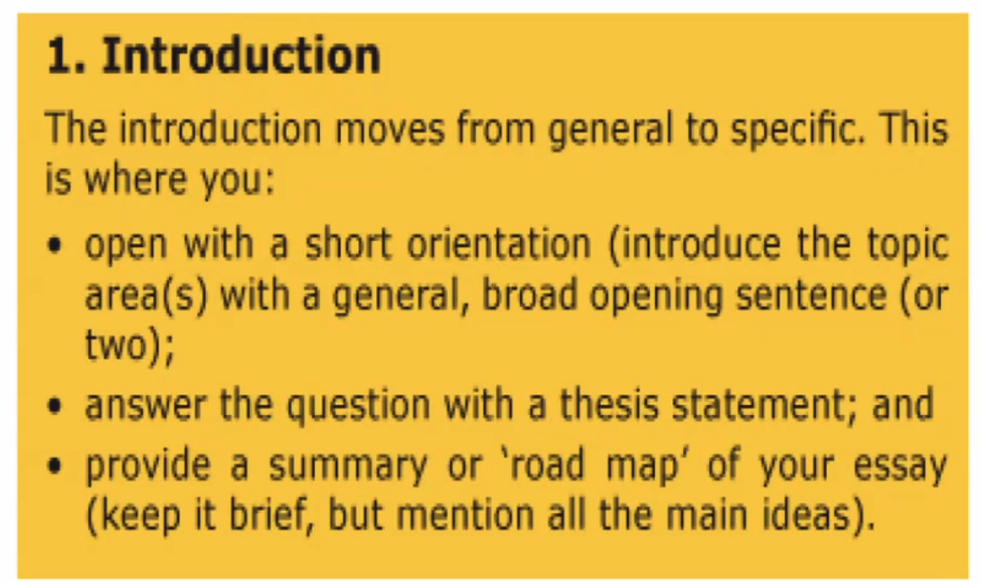 1. Introduction
The introduction moves from general to specific. This
is where you:
• open with a short orientation (introduce the topic
area(s) with a general, broad opening sentence (or
two);
• answer the question with a thesis statement; and
• provide a summary or ‘road map’ of your essay
(keep it brief, but mention all the main ideas).